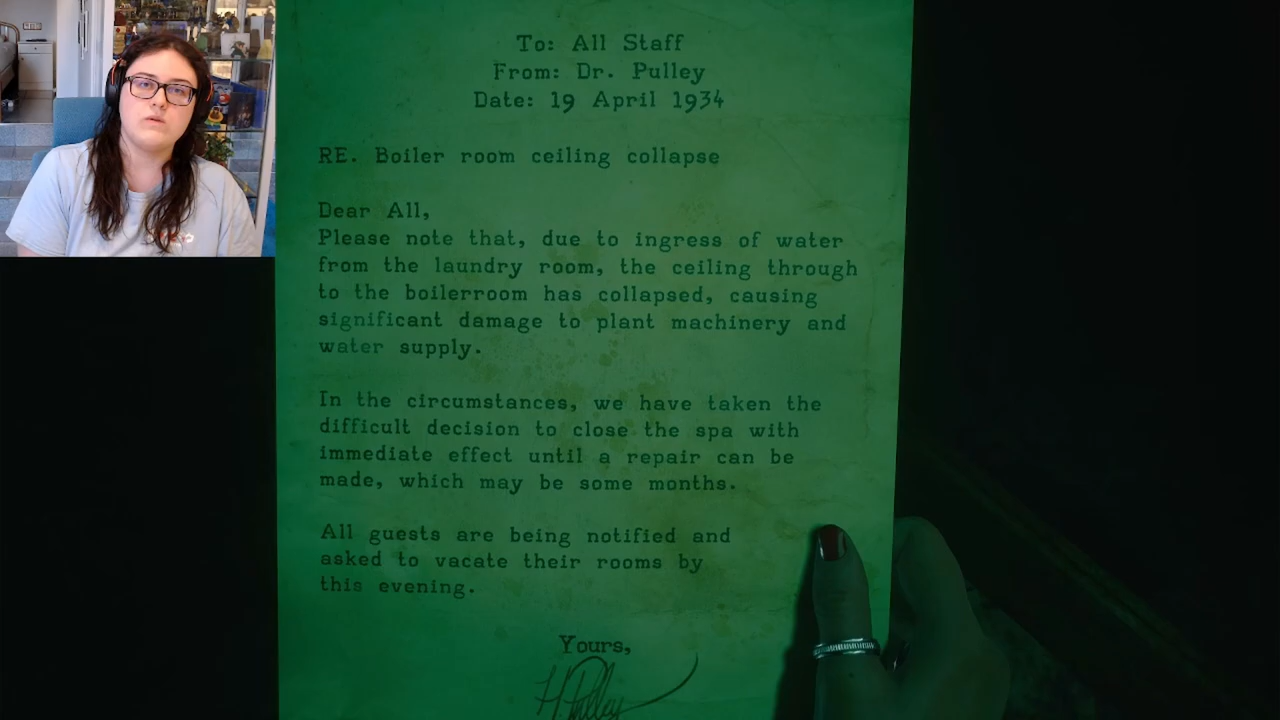 To: All Staff
From: Dr. Pulley
Date: 19 April 1934
RE. Boiler room ceiling collapse
Dear All,
Please note that, due to ingress of water
from the laundry room, the ceiling through
to the boilerroom has collapsed, causing
significant damage to plant machinery and
water supply.
In the circumstances, we have taken the
difficult decision to close the spa with
immediate effect until a repair can be
made, which may be some months.
All guests are being notified and
asked to vacate their rooms by
this evening.
Yours,
H Pulley